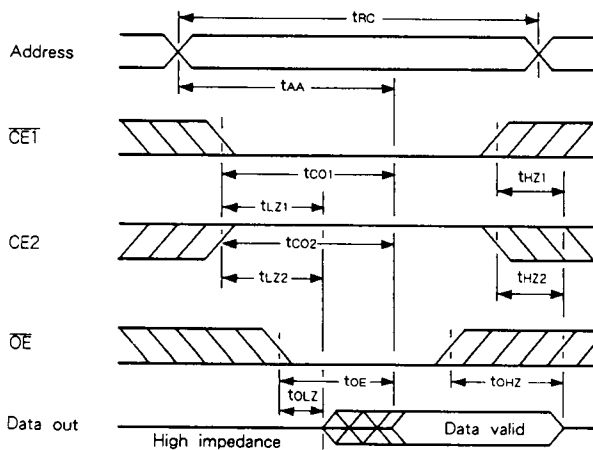 tRC
Address
tAA
CE1
tCO1
tHZ1
tLZ1
CE2
tCO2
tHZ2
tLZ2
OE
tOE
tOHZ
tOLZ
Data out
High impedance
Data valid